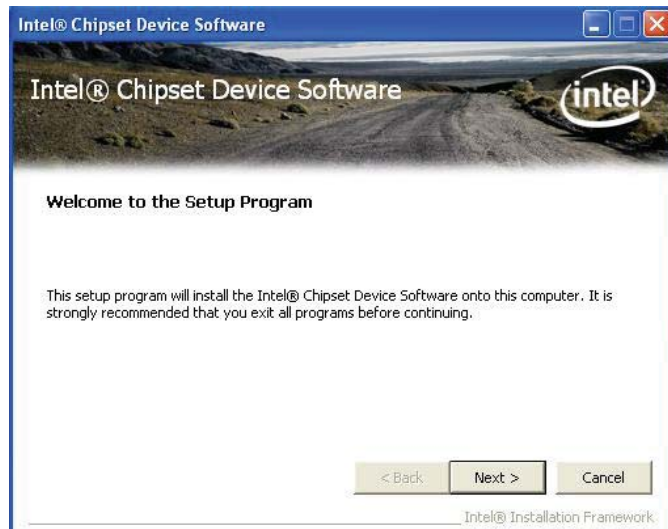 Intel® Chipset Device Software
Intel® Chipset Device Software
intel
Welcome to the Setup Program
This setup program will install the Intel® Chipset Device Software onto this computer. It is
strongly recommended that you exit all programs before continuing.
< Back Next > Cancel
Intel® Installation Framework